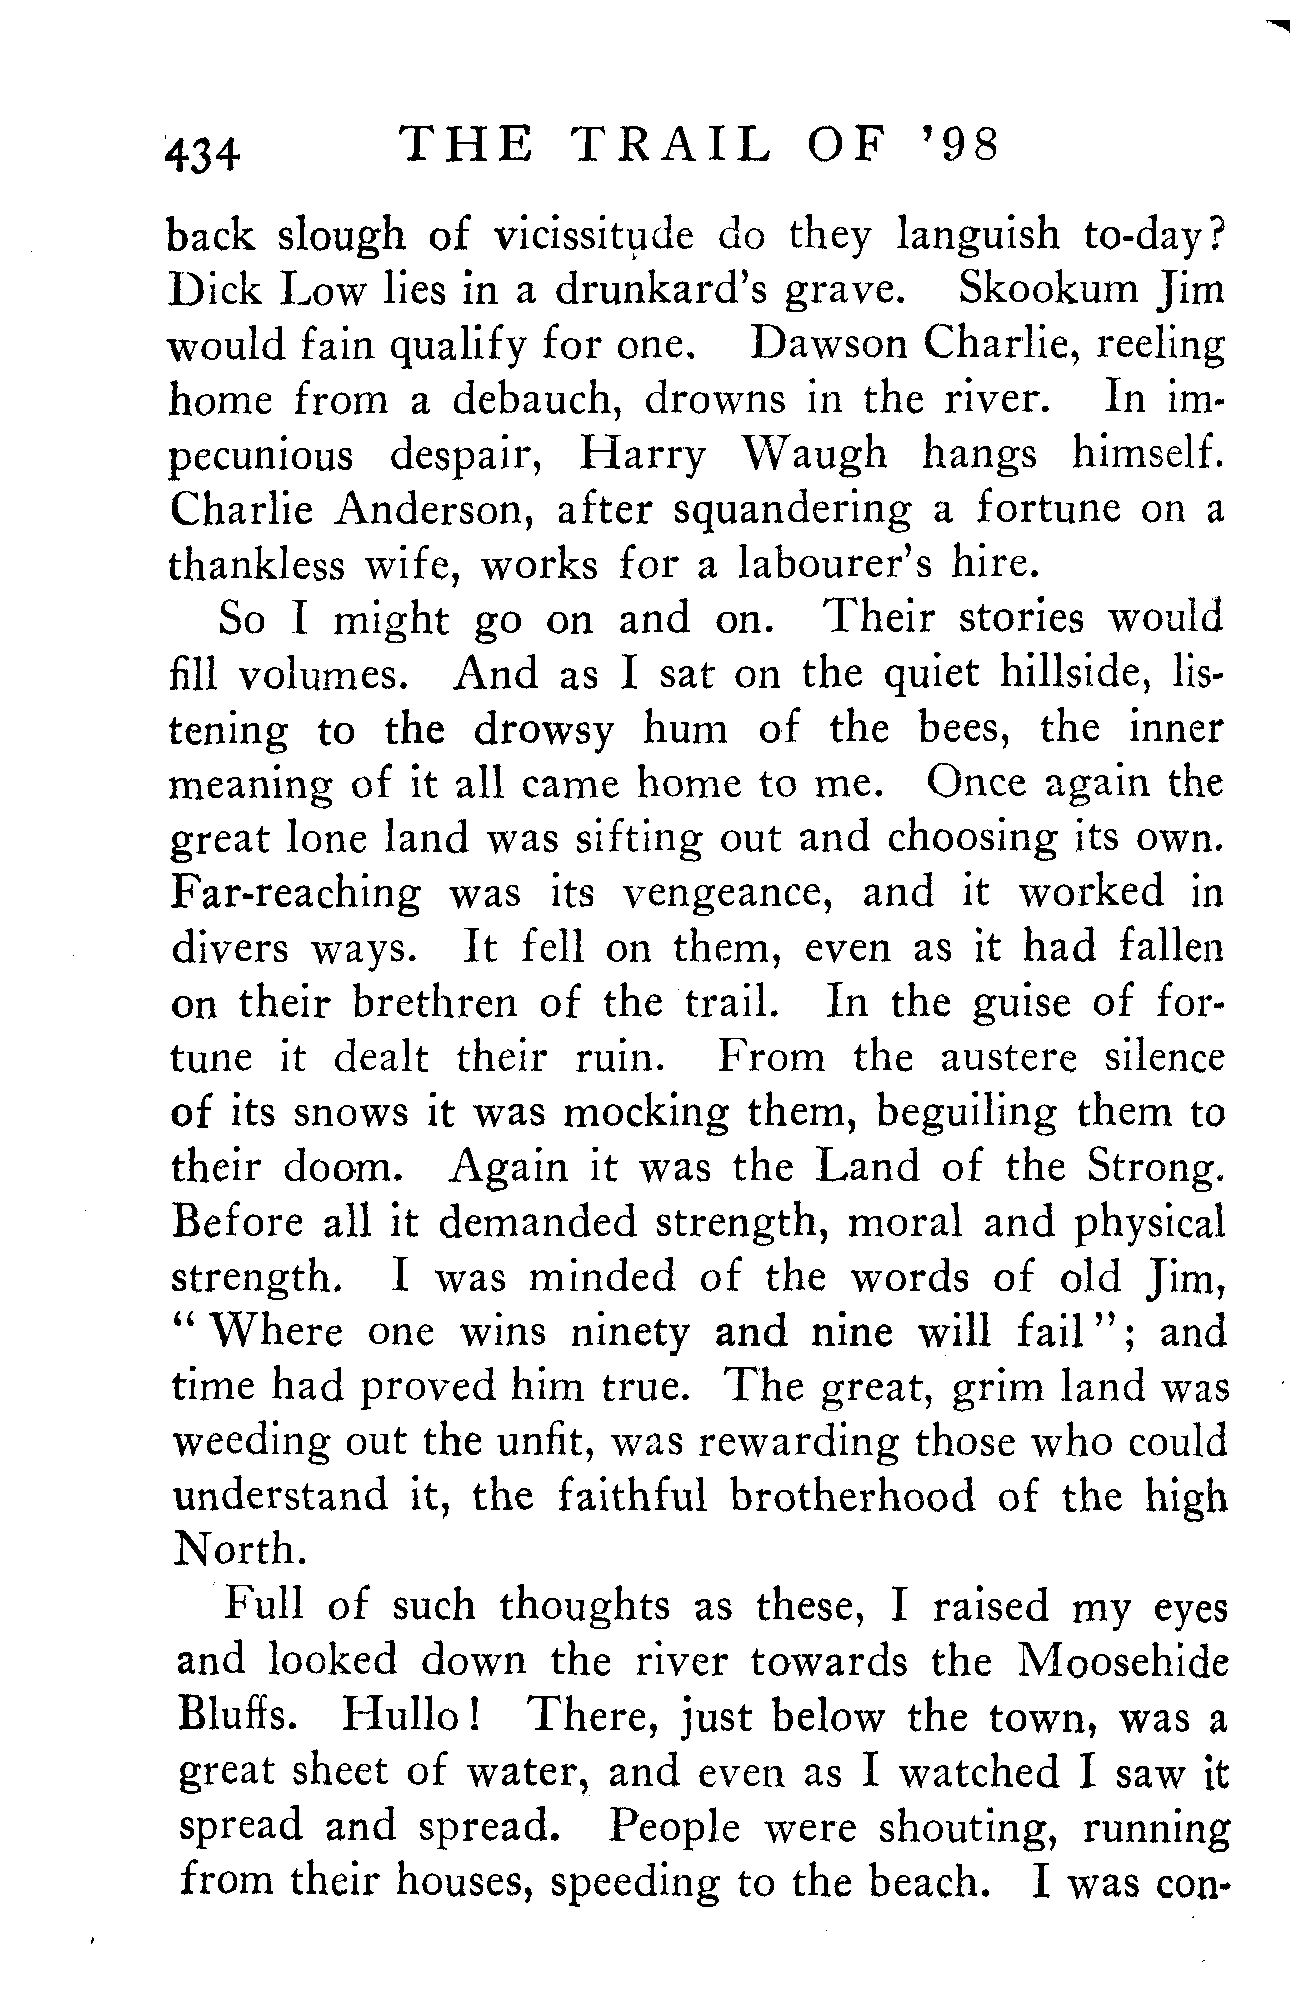 434 THE TRAIL OF '98
back slough of vicissitude do they languish to-day?
Dick Low lies in a drunkard's grave. Skookum Jim
would fain qualify for one. Dawson Charlie, reeling
home from a debauch, drowns in the river. In im-
pecunious despair, Harry Waugh hangs himself.
Charlie Anderson, after squandering a fortune on a
thankless wife, works for a labourer's hire.
So I might go on and on. Their stories would
fill volumes. And as I sat on the quiet hillside, lis-
tening to the drowsy hum of the bees, the inner
meaning of it all came home to me. Once again the
great lone land was sifting out and choosing its own.
Far-reaching was its vengeance, and it worked in
divers ways. It fell on them, even as it had fallen
on their brethren of the trail. In the guise of for-
tune it dealt their ruin. From the austere silence
of its snows it was mocking them, beguiling them to
their doom. Again it was the Land of the Strong.
Before all it demanded strength, moral and physical
strength. I was minded of the words of old Jim,
"Where one wins ninety and nine will fail"; and
time had proved him true. The great, grim land was
weeding out the unfit, was rewarding those who could
understand it, the faithful brotherhood of the high
North.
Full of such thoughts as these, I raised my eyes
and looked down the river towards the Moosehide
Bluffs. Hullo! There, just below the town, was a
great sheet of water, and even as I watched I saw it
spread and spread. People were shouting, running
from their houses, speeding to the beach. I was con-